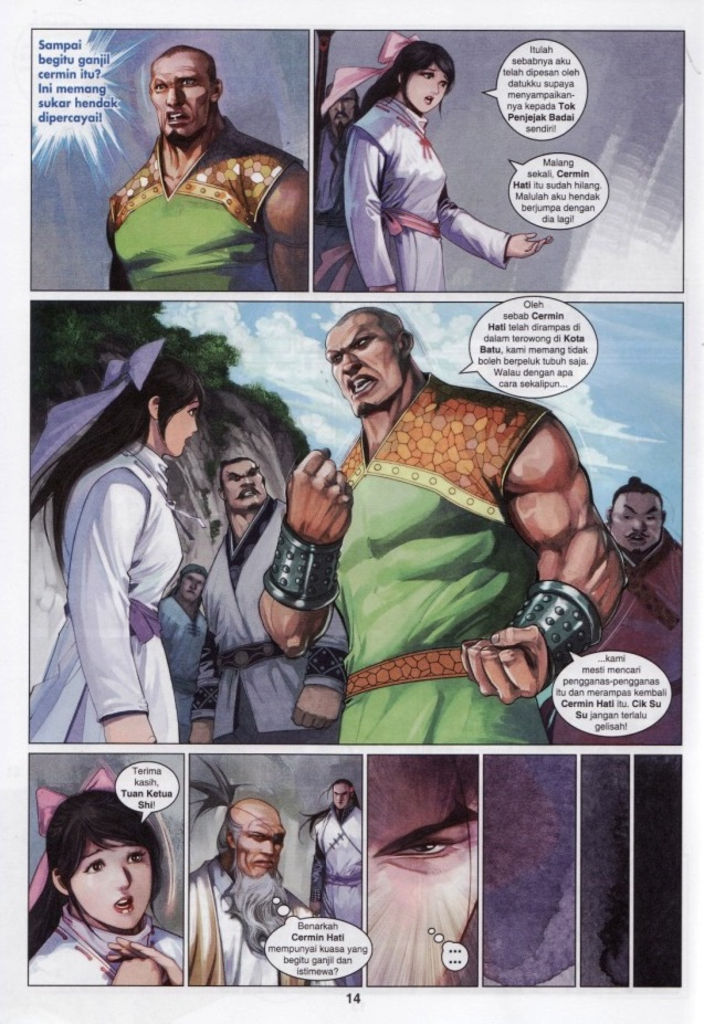 Sampai
begitu ganjil
cermin itu?
Ini memang
sukar hendak
dipercayai!
Itulah
sebabnya aku
telah dipesan oleh
datukku supaya
menyampaikan-
nya kepada Tok
Penjejak Badai
sendiri!
Malang
sekali, Cermin
Hati itu sudah hilang.
Malulah aku hendak
berjumpa dengan
dia lagi!
Oleh
sebab Cermin
Hati telah dirampas di
dalam terowong di Kota
Batu, kami memang tidak
boleh berpeluk tubuh saja.
Walau dengan apa
cara sekalipun...
...kami
mesti mencari
pengganas-pengganas
itu dan merampas kembali
Cermin Hati itu. Cik Su
Su jangan terlalu
gelisah!
Terima
kasih,
Tuan Ketua
Shi!
Benarkah
Cermin Hati
mempunyai kuasa yang
begitu ganjil dan
istimewa?
...
...
14